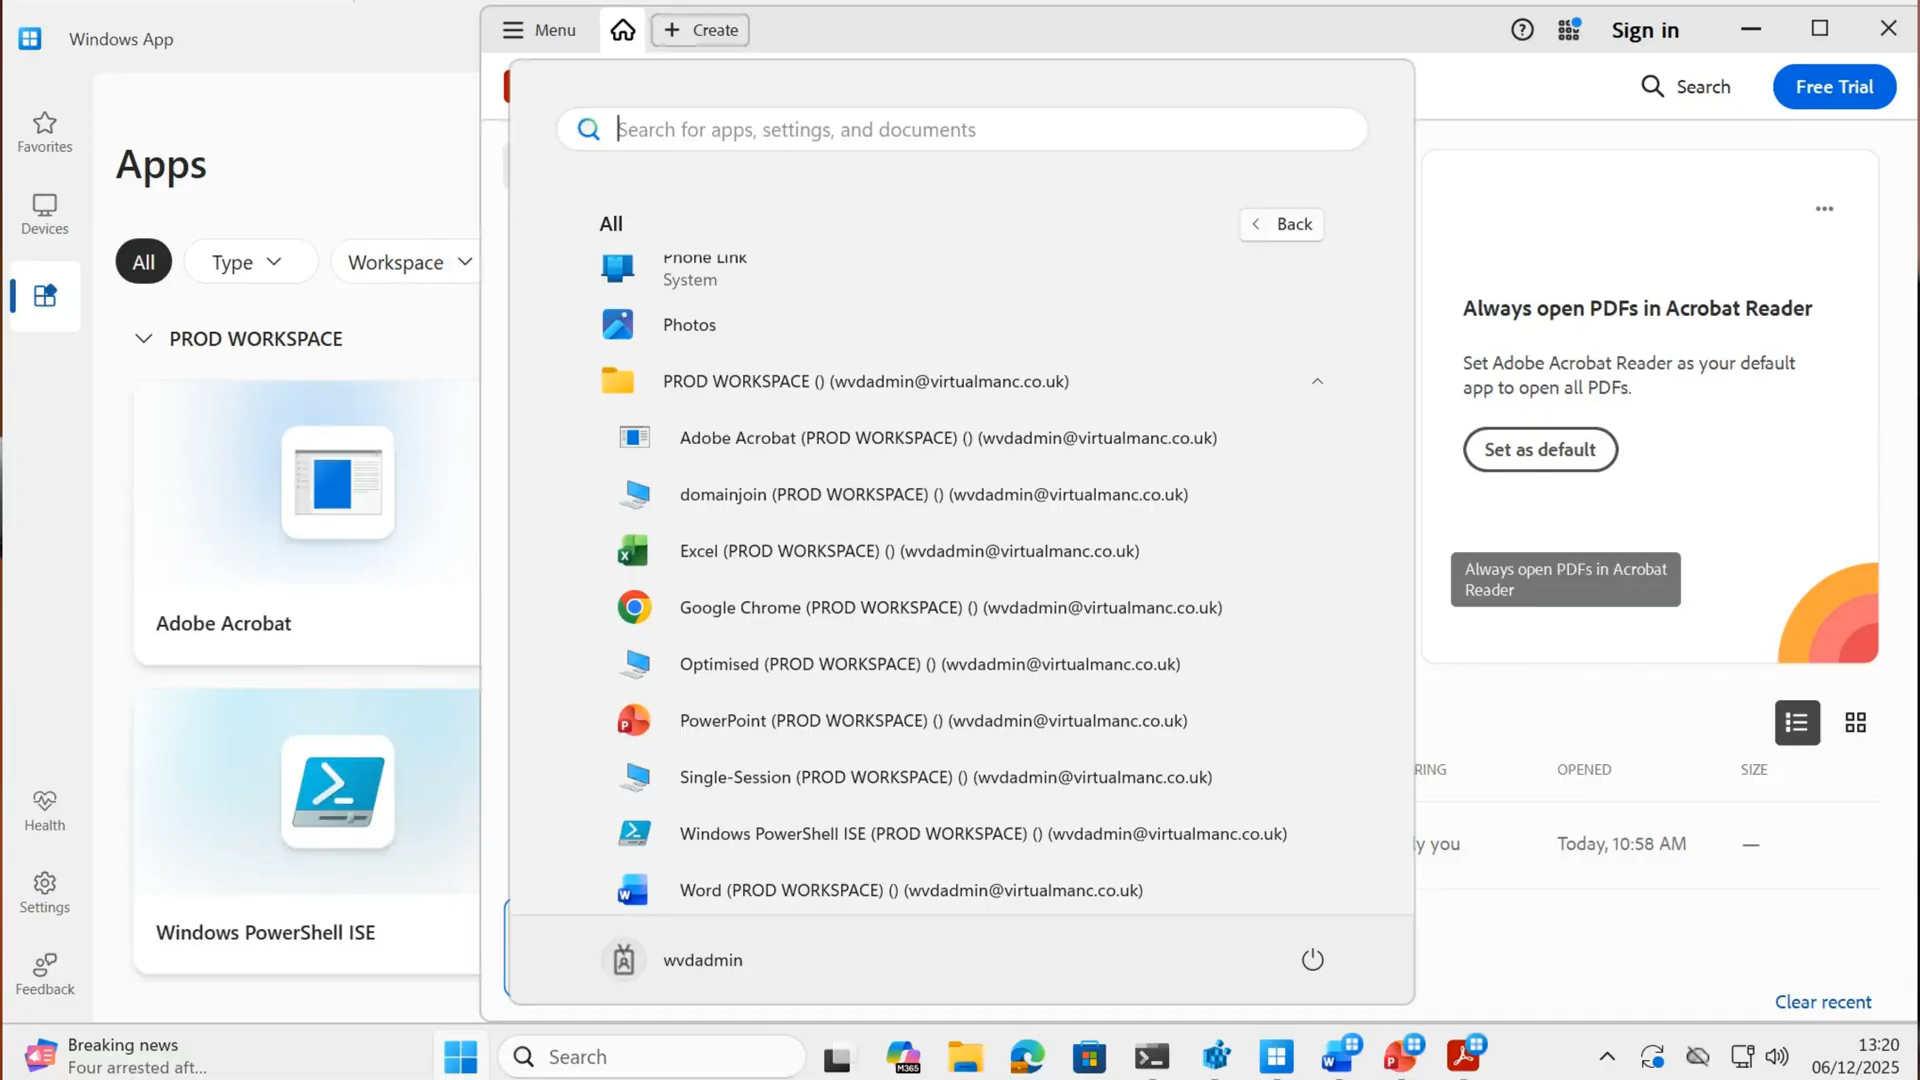 Windows App
Menu
Create
Sign in
Search
Free Trial
Search for apps, settings, and documents
Favorites
Devices
Apps
All
Type
Workspace
PROD WORKSPACE
Adobe Acrobat
Windows PowerShell ISE
Health
Settings
Feedback
All
Back
Phone Link
System
Photos
PROD WORKSPACE () (wvdadmin@virtualmanc.co.uk)
Adobe Acrobat (PROD WORKSPACE) () (wvdadmin@virtualmanc.co.uk)
domainjoin (PROD WORKSPACE) () (wvdadmin@virtualmanc.co.uk)
Excel (PROD WORKSPACE) () (wvdadmin@virtualmanc.co.uk)
Google Chrome (PROD WORKSPACE) () (wvdadmin@virtualmanc.co.uk)
Optimised (PROD WORKSPACE) () (wvdadmin@virtualmanc.co.uk)
PowerPoint (PROD WORKSPACE) () (wvdadmin@virtualmanc.co.uk)
Single-Session (PROD WORKSPACE) () (wvdadmin@virtualmanc.co.uk)
Windows PowerShell ISE (PROD WORKSPACE) () (wvdadmin@virtualmanc.co.uk)
Word (PROD WORKSPACE) () (wvdadmin@virtualmanc.co.uk)
wvdadmin
Always open PDFs in Acrobat Reader
Set Adobe Acrobat Reader as your default
app to open all PDFs.
Set as default
Always open PDFs in Acrobat
Reader
RING
OPENED
SIZE
ly you
Today, 10:58 AM
—
Clear recent
Breaking news
Four arrested aft...
Search
M365
13:20
06/12/2025